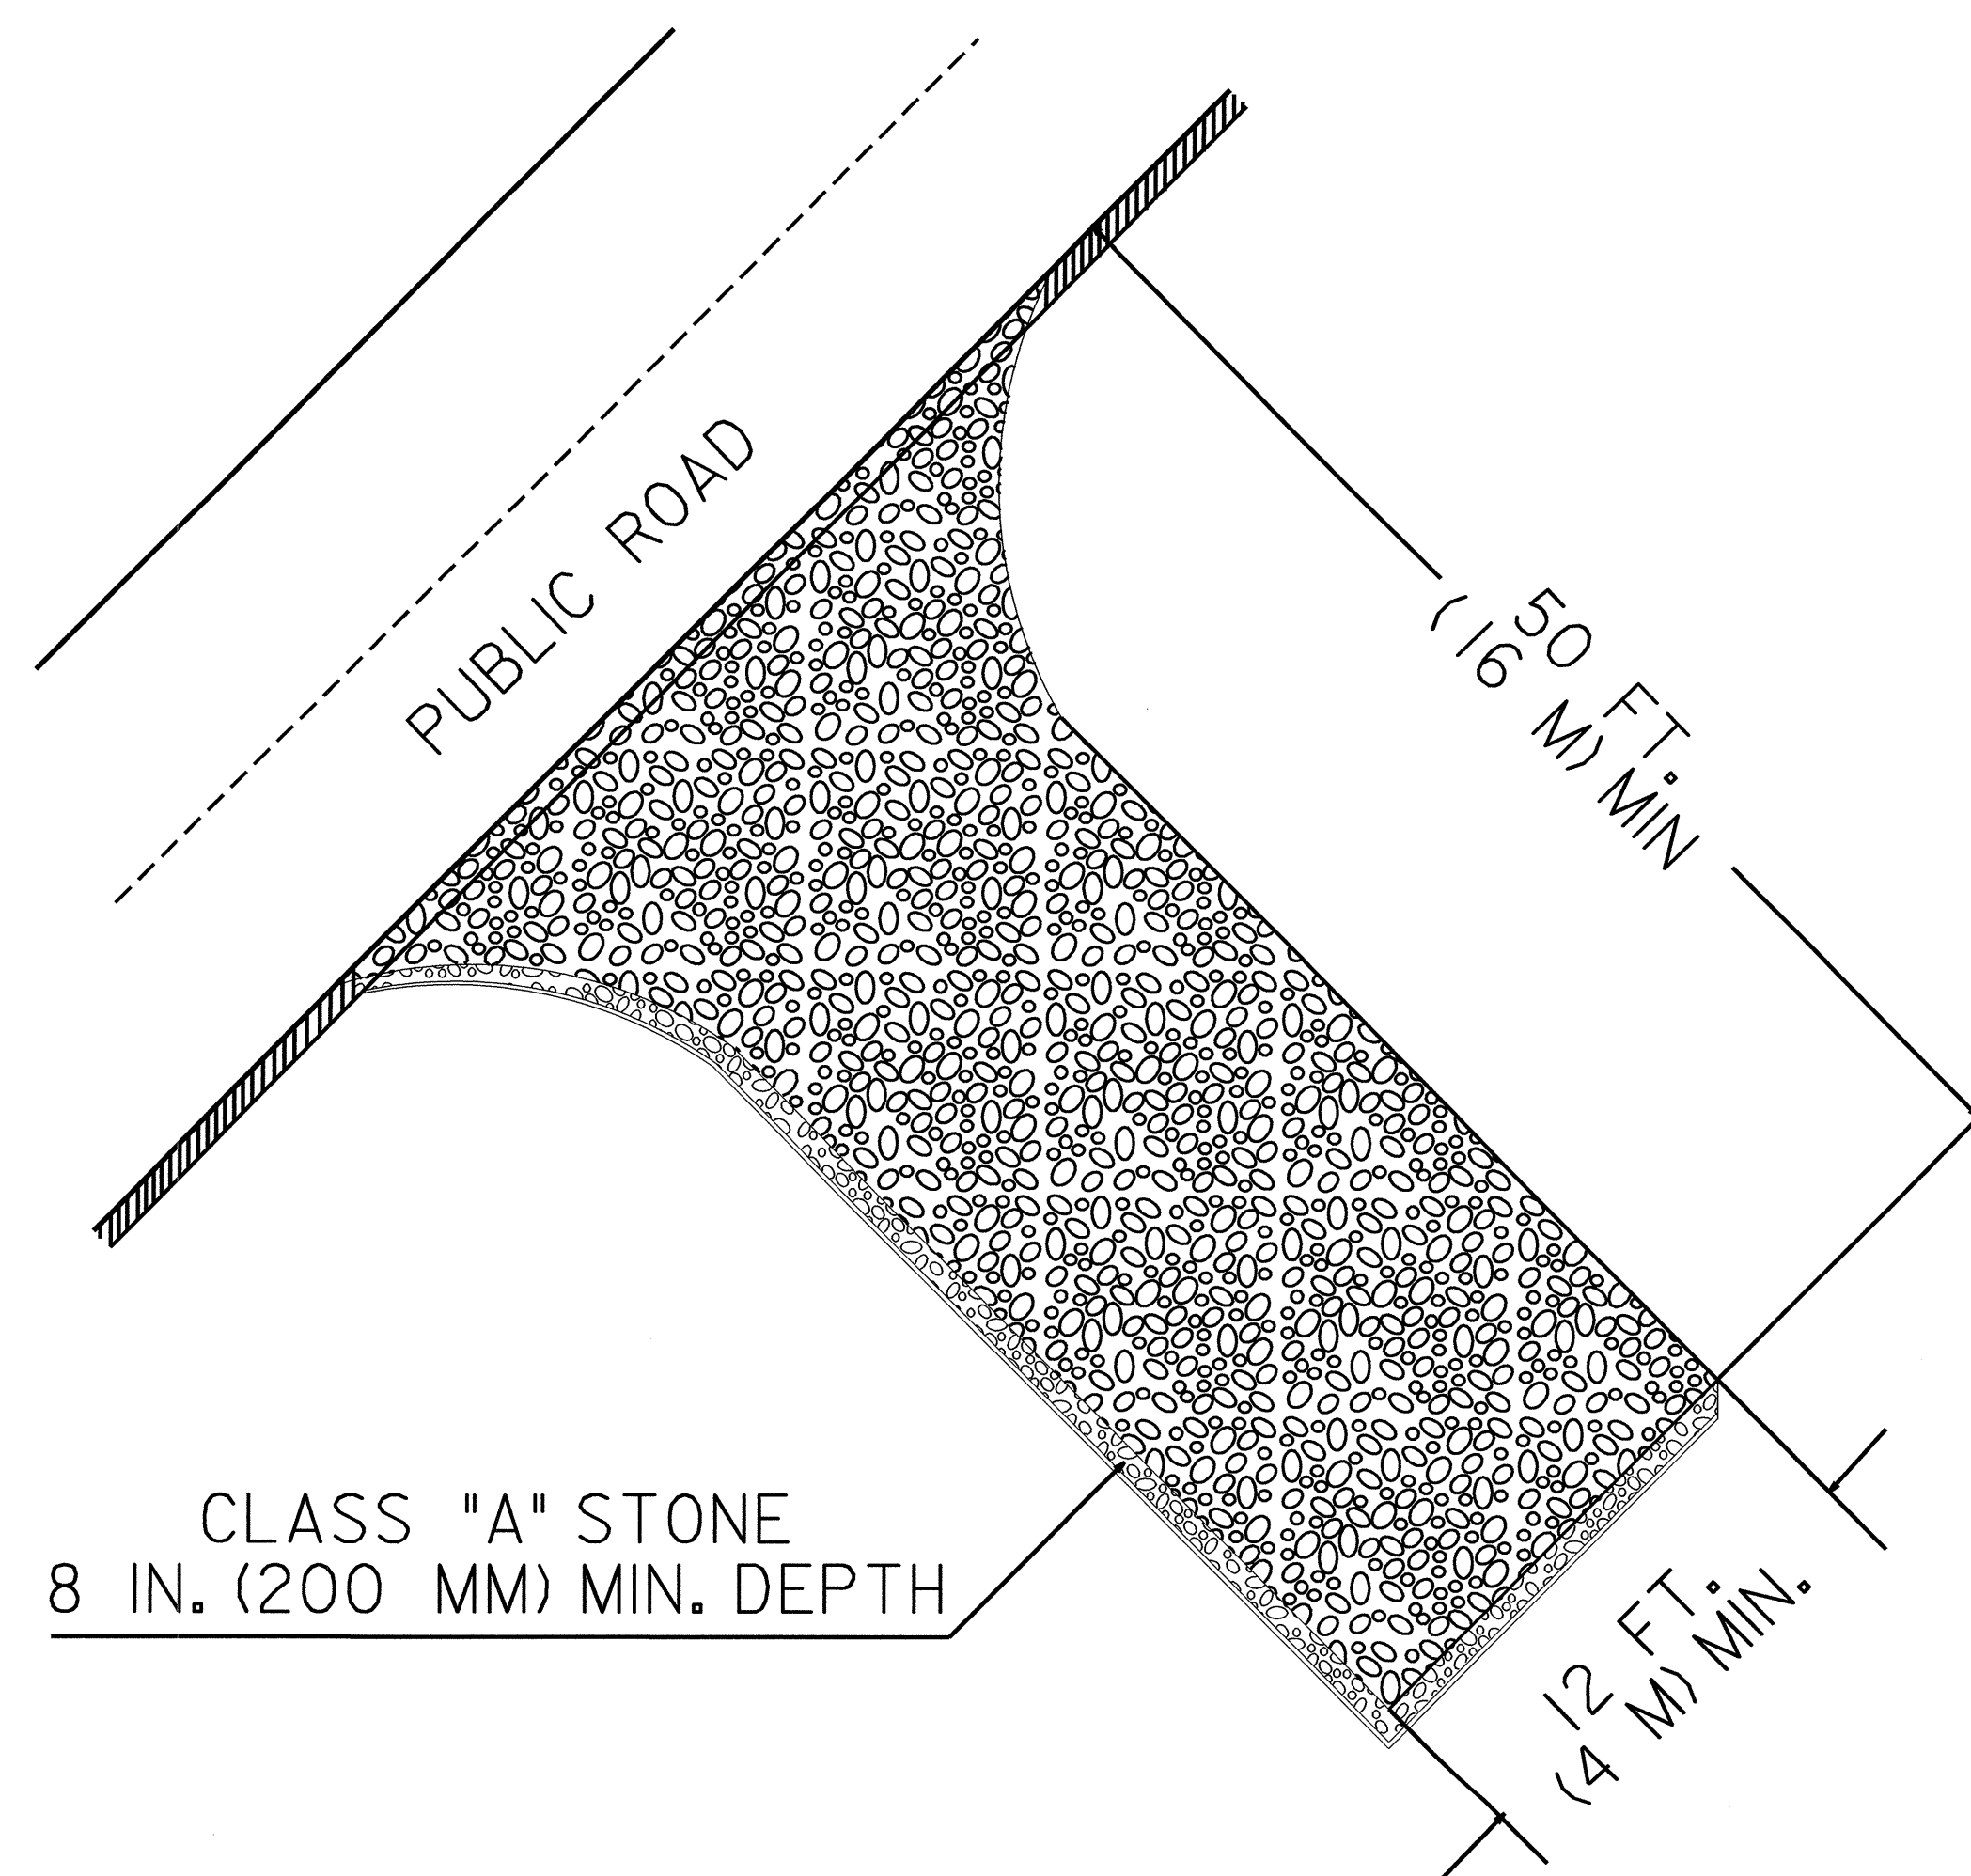 PUBLIC ROAD
50 FT.
(16 M) MIN
CLASS "A" STONE
8 IN. (200 MM) MIN. DEPTH
12 FT.
(4 M) MIN.